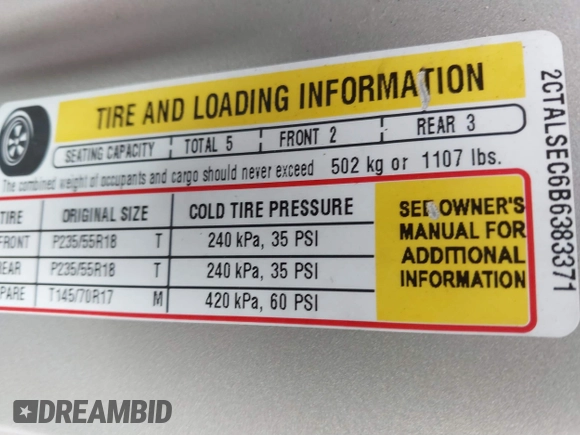 TIRE AND LOADING INFORMATION
SEATING CAPACITY TOTAL 5 FRONT 2 REAR 3
The combined weight of occupants and cargo should never exceed 502 kg or 1107 lbs.
TIRE ORIGINAL SIZE COLD TIRE PRESSURE
FRONT P235/55R18 T 240 kPa, 35 PSI
REAR P235/55R18 T 240 kPa, 35 PSI
SPARE T145/70R17 M 420 kPa, 60 PSI
SEE OWNER'S
MANUAL FOR
ADDITIONAL
INFORMATION
2CTALSEC6B6383371
DREAMBID